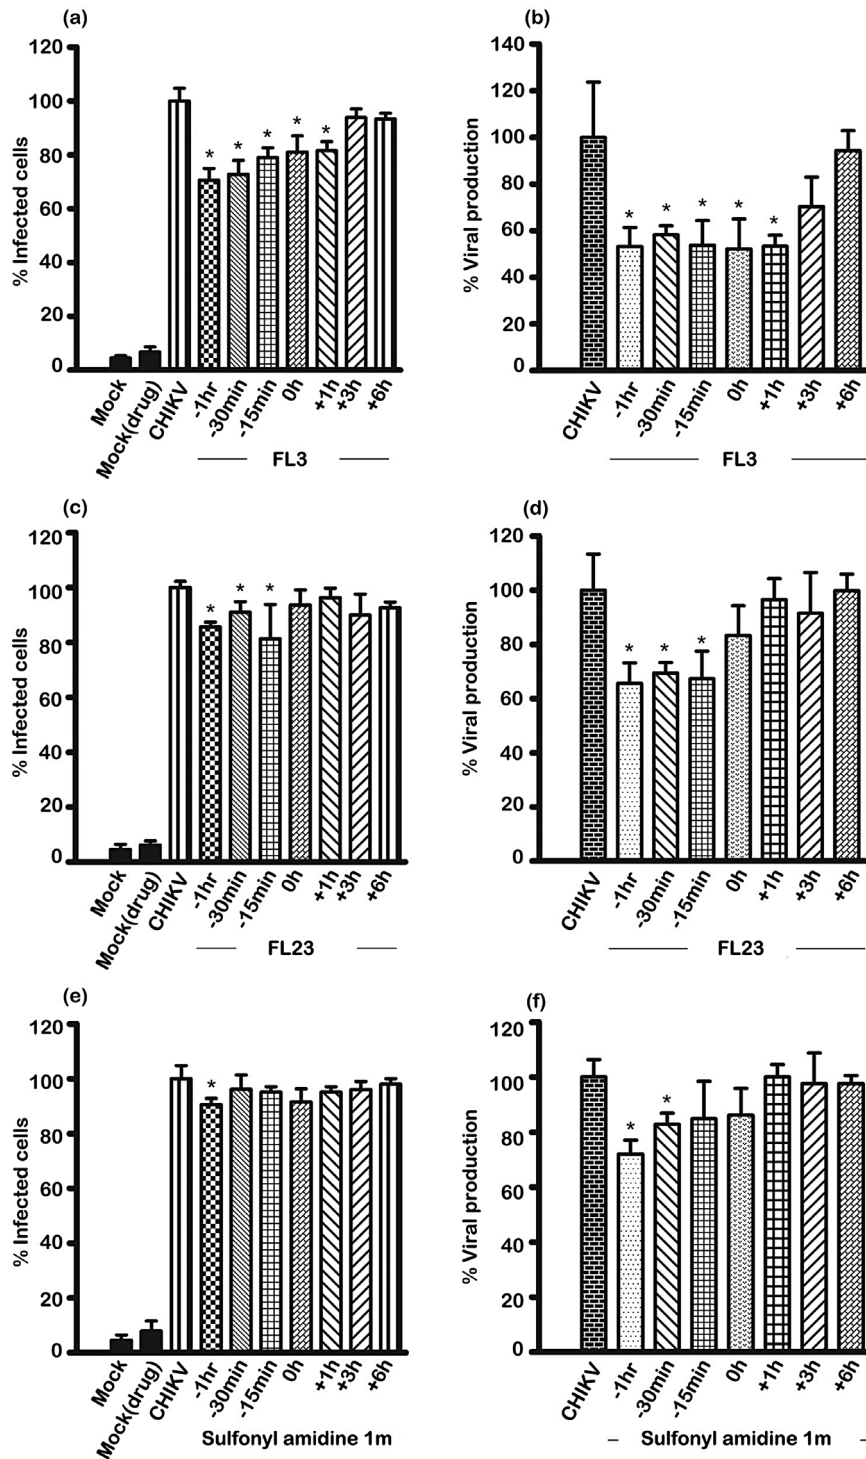 (a)
120
100
80
60
40
20
0
% Infected cells
* * * * *
Mock
Mock(drug)
CHIKV
-1hr
-30min
-15min
0h
+1h
+3h
+6h
FL3
(b)
140
120
100
80
60
40
20
0
% Viral production
* * * * *
CHIKV
-1hr
-30min
-15min
0h
+1h
+3h
+6h
FL3
(c)
120
100
80
60
40
20
0
% Infected cells
* * *
Mock
Mock(drug)
CHIKV
-1hr
-30min
-15min
0h
+1h
+3h
+6h
FL23
(d)
120
100
80
60
40
20
0
% Viral production
* * *
CHIKV
-1hr
-30min
-15min
0h
+1h
+3h
+6h
FL23
(e)
120
100
80
60
40
20
0
% Infected cells
*
Mock
Mock(drug)
CHIKV
-1hr
-30min
-15min
0h
+1h
+3h
+6h
Sulfonyl amidine 1m
(f)
120
100
80
60
40
20
0
% Viral production
* *
CHIKV
-1hr
-30min
-15min
0h
+1h
+3h
+6h
Sulfonyl amidine 1m